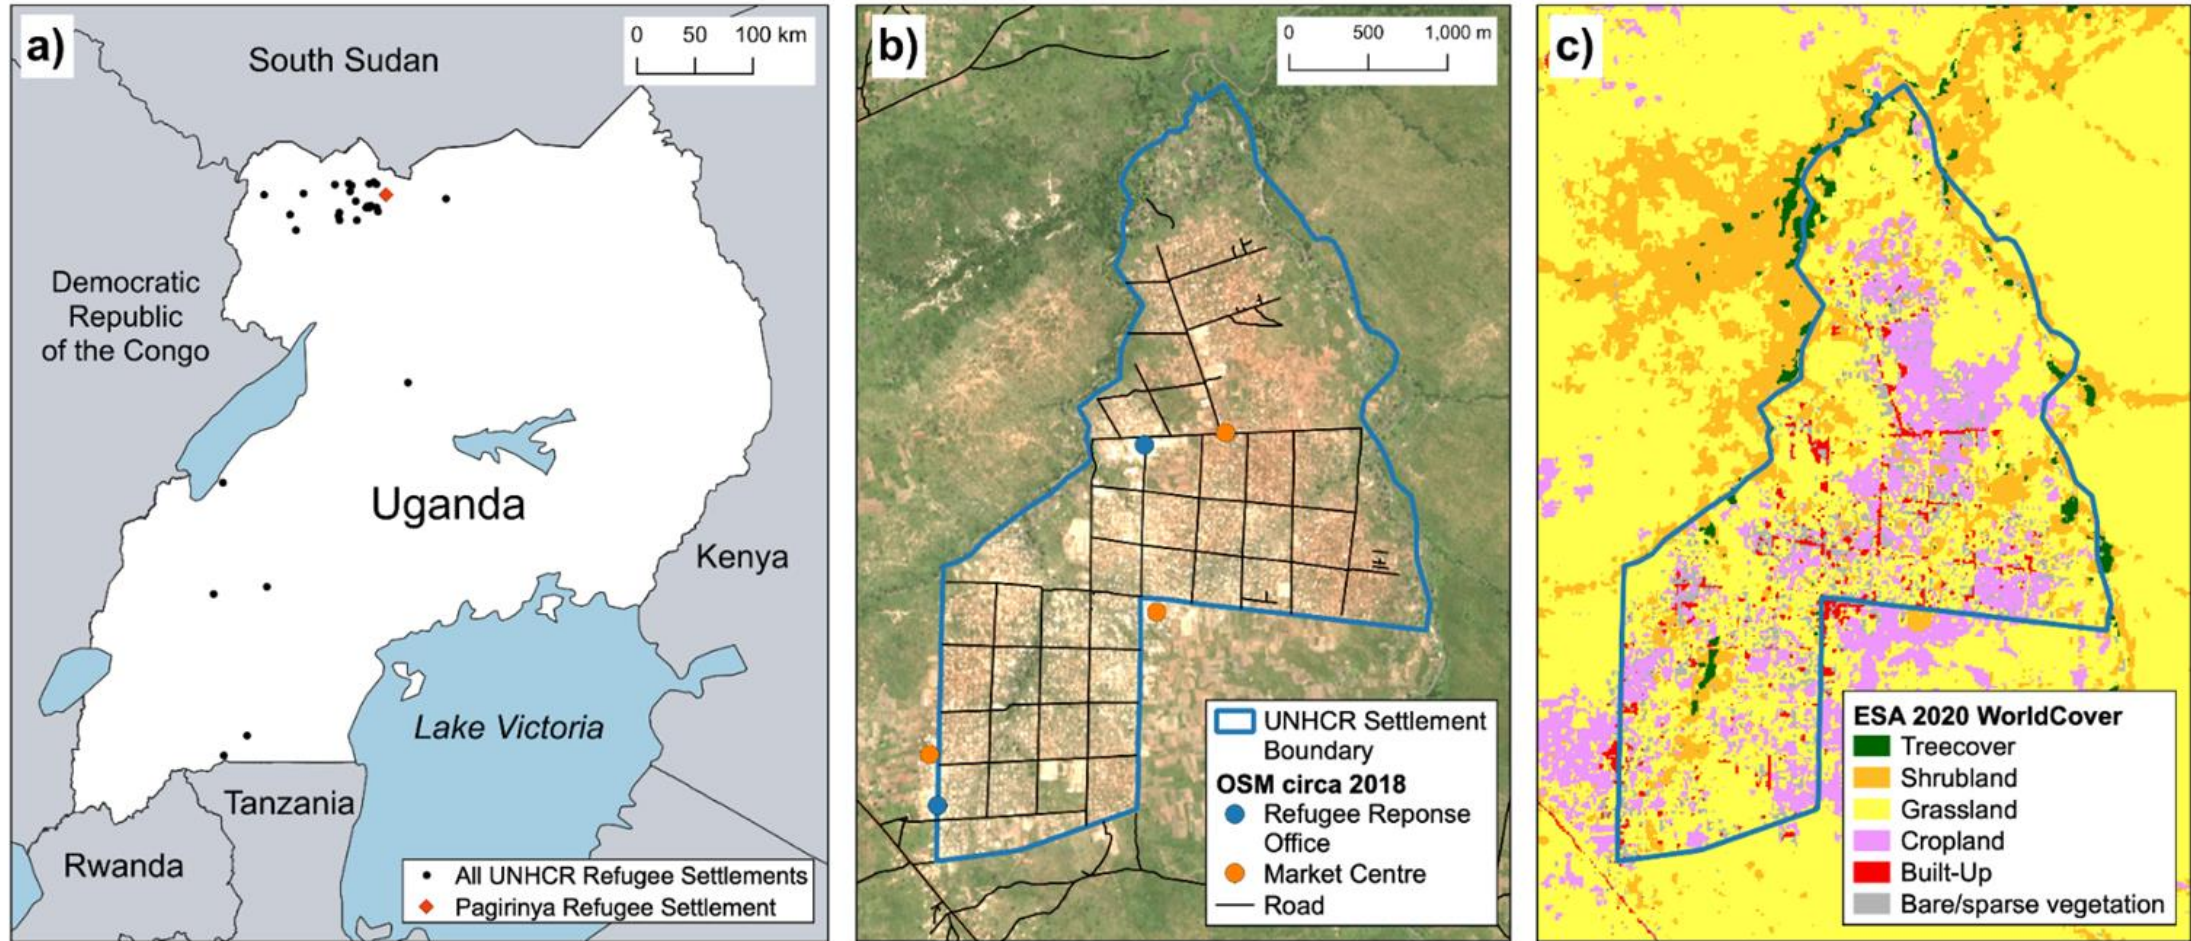 a)
0 50 100 km
South Sudan
Democratic
Republic
of the Congo
Uganda
Kenya
Lake Victoria
Tanzania
Rwanda
All UNHCR Refugee Settlements
Pagirinya Refugee Settlement
b)
0 500 1,000 m
UNHCR Settlement
Boundary
OSM circa 2018
Refugee Reponse
Office
Market Centre
Road
c)
ESA 2020 WorldCover
Treecover
Shrubland
Grassland
Cropland
Built-Up
Bare/sparse vegetation